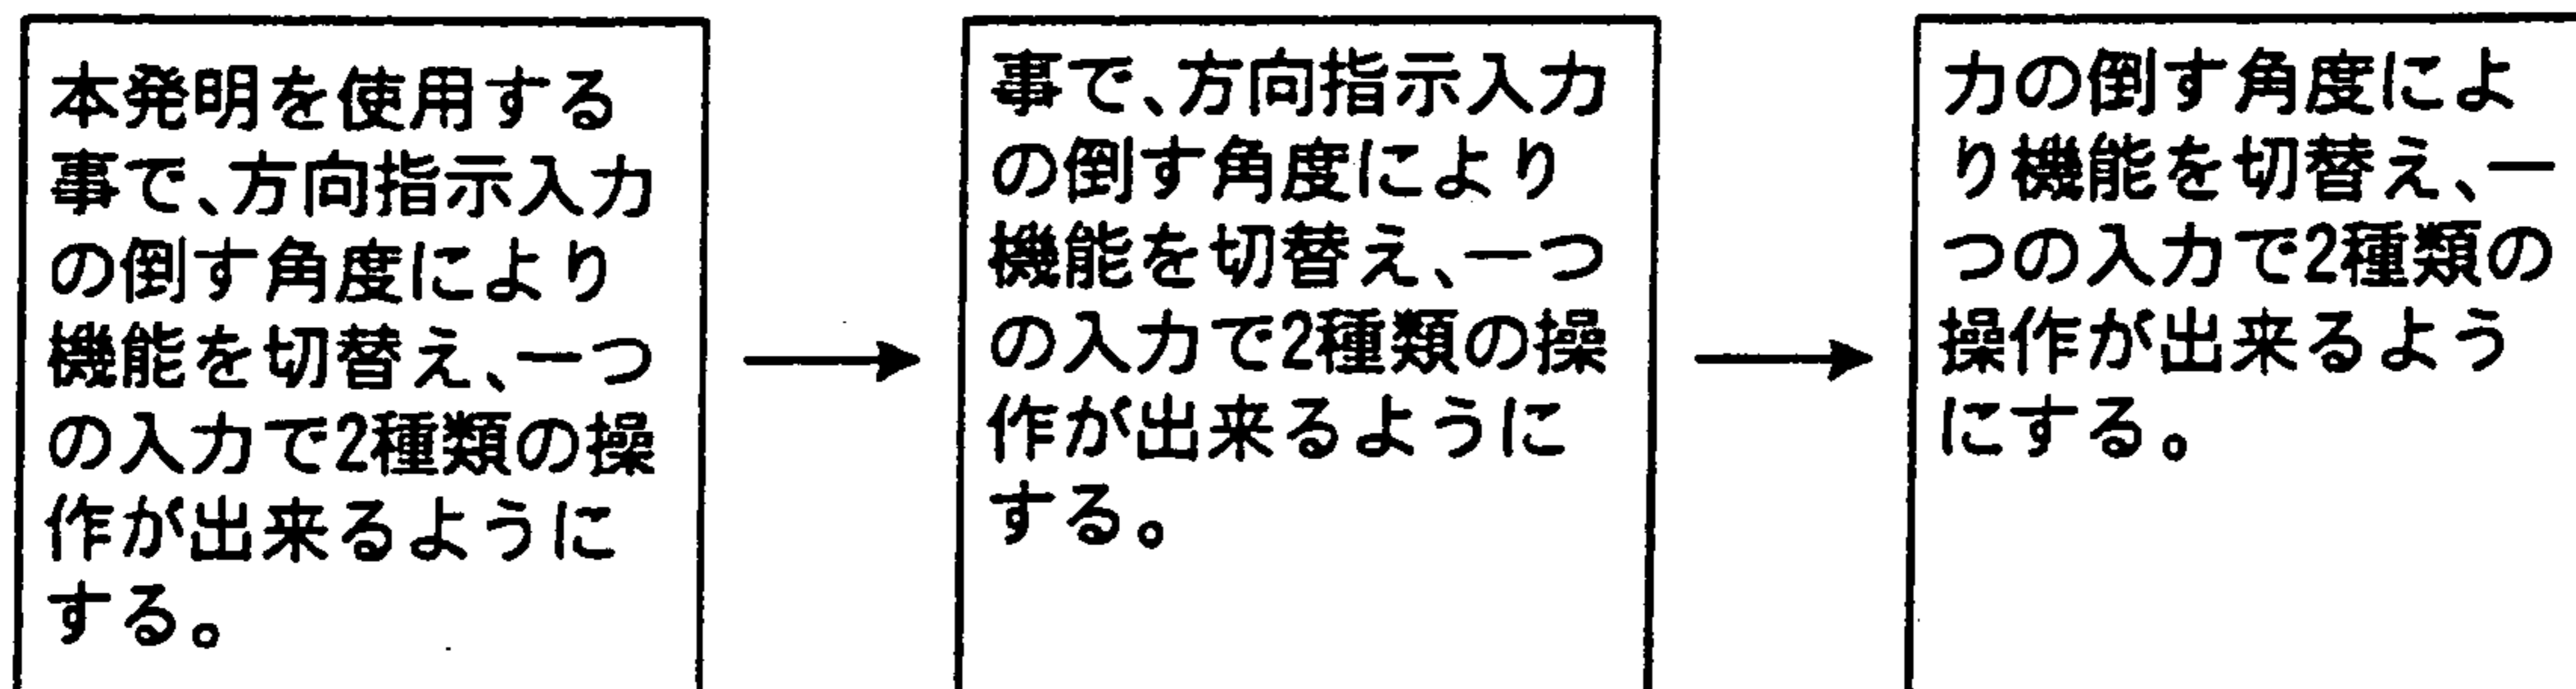 本発明を使用する
事で、方向指示入力
の倒す角度により
機能を切替え、一つ
の入力で2種類の操
作が出来るように
する。
事で、方向指示入力
の倒す角度により
機能を切替え、一つ
の入力で2種類の操
作が出来るように
する。
力の倒す角度によ
り機能を切替え、一
つの入力で2種類の
操作が出来るよう
にする。